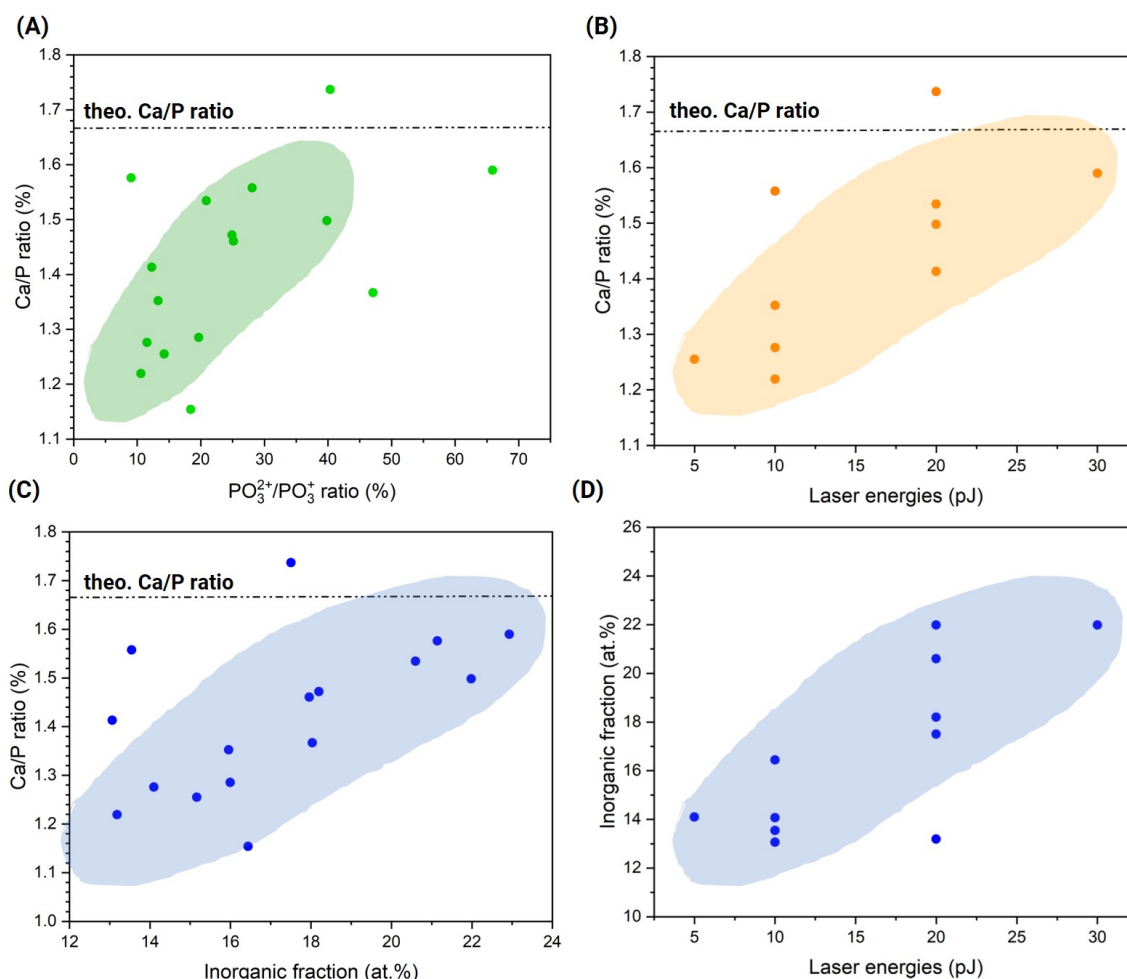 (A)
1.8
1.7
1.6
1.5
1.4
1.3
1.2
1.1
theo. Ca/P ratio
Ca/P ratio (%)
0 10 20 30 40 50 60 70
PO₃²⁺/PO₃⁺ ratio (%)
(B)
1.8
1.7
1.6
1.5
1.4
1.3
1.2
1.1
theo. Ca/P ratio
Ca/P ratio (%)
5 10 15 20 25 30
Laser energies (pJ)
(C)
1.8
1.7
1.6
1.5
1.4
1.3
1.2
1.1
1.0
theo. Ca/P ratio
Ca/P ratio (%)
12 14 16 18 20 22 24
Inorganic fraction (at.%)
(D)
26
24
22
20
18
16
14
12
10
Inorganic fraction (at.%)
5 10 15 20 25 30
Laser energies (pJ)